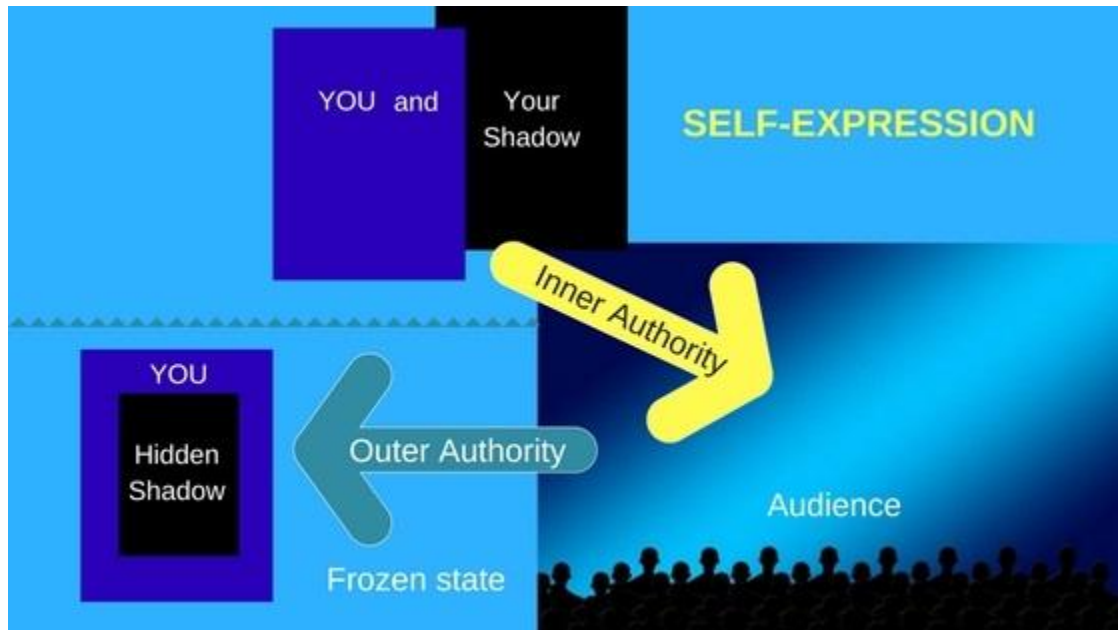 YOU and
Your
Shadow
SELF-EXPRESSION
Inner Authority
YOU
Hidden
Shadow
Outer Authority
Frozen state
Audience